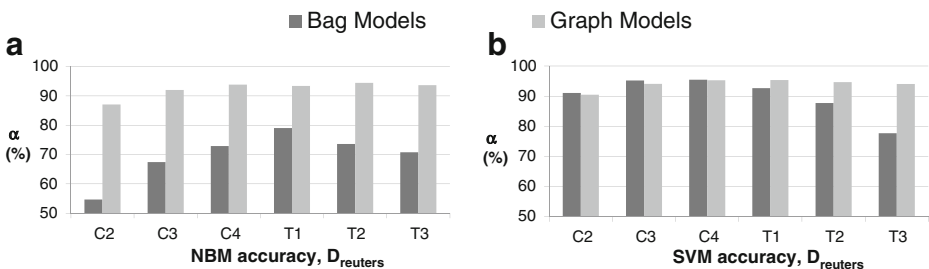 Bag Models Graph Models
a
100
90
80
70
60
50
α
(%)
C2 C3 C4 T1 T2 T3
NBM accuracy, Dreuters
b
100
90
80
70
60
50
α
(%)
C2 C3 C4 T1 T2 T3
SVM accuracy, Dreuters